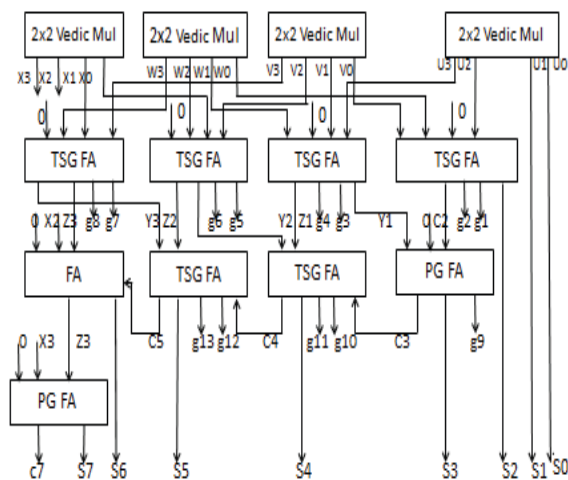 2x2 Vedic Mul 2x2 Vedic Mul 2x2 Vedic Mul 2x2 Vedic Mul
X3 X2 X1 X0 W3 W2 W1 W0 V3 V2 V1 V0 U3 U2 U1 U0
0 0 0 0
TSG FA TSG FA TSG FA TSG FA
0 X2 Z3 g8 g7 Y3 Z2 g6 g5 Y2 Z1 g4 g3 Y1 0 C2 g2 g1
FA TSG FA TSG FA PG FA
C5 g13 g12 C4 g11 g10 C3 g9
0 X3 Z3
PG FA
c7 S7 S6 S5 S4 S3 S2 S1 S0